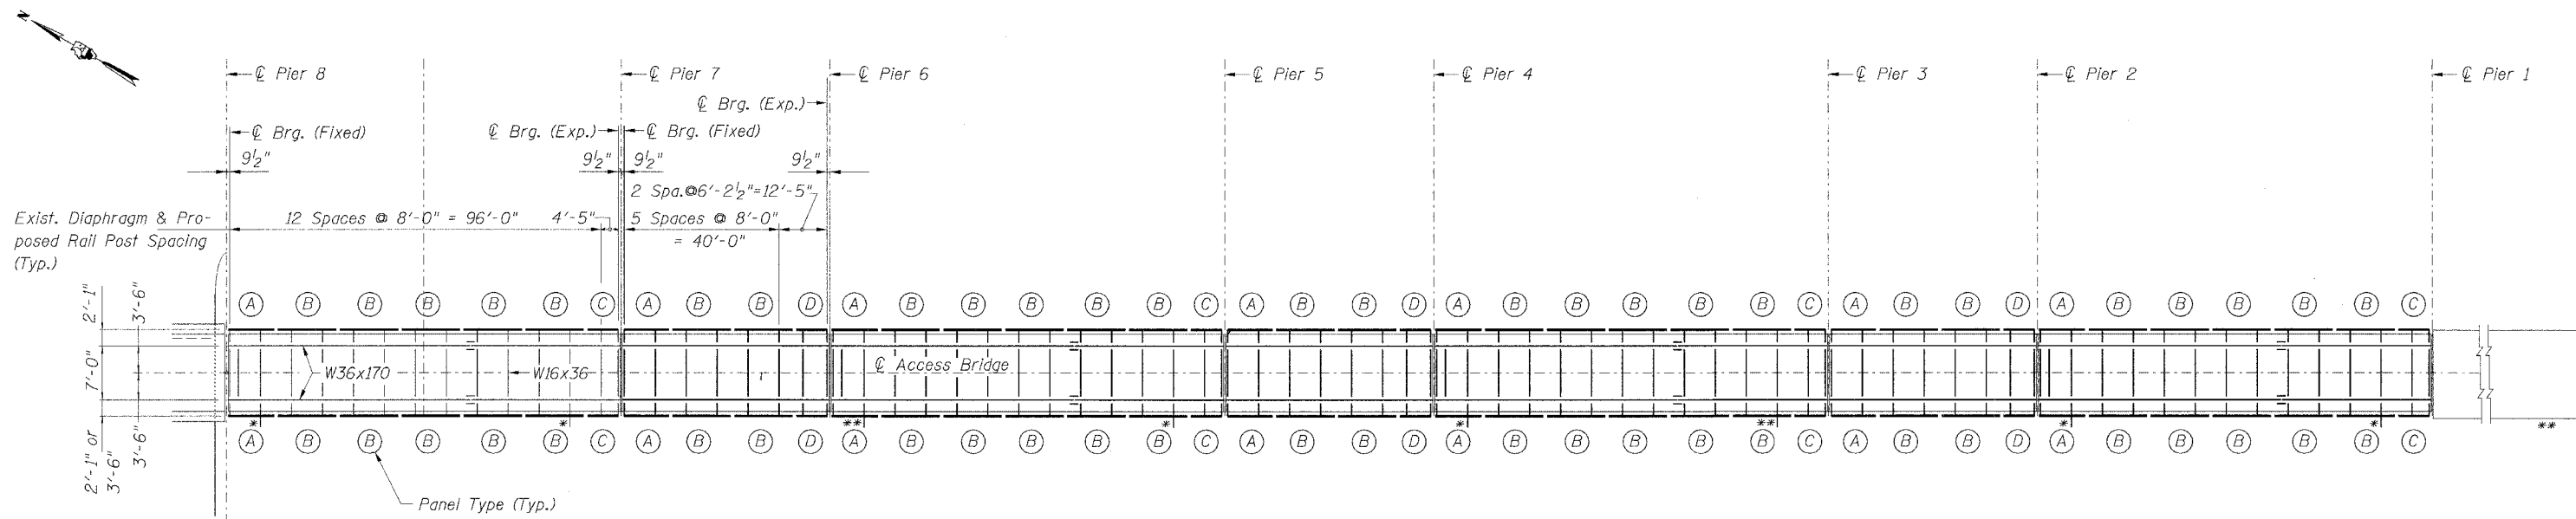 N
℄ Pier 8
℄ Pier 7
℄ Pier 6
℄ Pier 5
℄ Pier 4
℄ Pier 3
℄ Pier 2
℄ Pier 1
℄ Brg. (Exp.)
℄ Brg. (Fixed)
℄ Brg. (Exp.)
℄ Brg. (Fixed)
9½"
9½"
9½"
9½"
2 Spa.@6'-2½"=12'-5"
Exist. Diaphragm & Pro-
posed Rail Post Spacing
(Typ.)
12 Spaces @ 8'-0" = 96'-0"
4'-5"
5 Spaces @ 8'-0"
= 40'-0"
2'-1"
3'-6"
7'-0"
3'-6"
2'-1" or
3'-6"
A B B B B B C A B B D A B B B B B C A B B D A B B B B B C A B B D A B B B B B C
W36x170
W16x36
℄ Access Bridge
* * ** * * ** * * **
A B B B B B C A B B D A B B B B B C A B B D A B B B B B C A B B D A B B B B B C
Panel Type (Typ.)